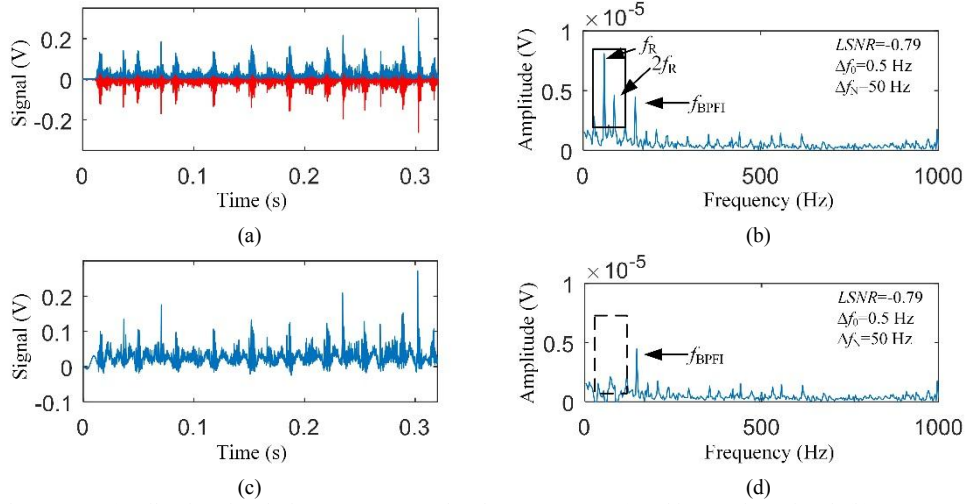 0.2
0
-0.2
Signal (V)
0 0.1 0.2 0.3
Time (s)
(a)
× 10^-5
1
0.5
0
Amplitude (V)
f_R
2f_R
f_BPFI
LSNR=-0.79
Δf_0=0.5 Hz
Δf_N=50 Hz
0 500 1000
Frequency (Hz)
(b)
0.2
0.1
0
-0.1
Signal (V)
0 0.1 0.2 0.3
Time (s)
(c)
× 10^-5
1
0.5
0
Amplitude (V)
f_BPFI
LSNR=-0.79
Δf_0=0.5 Hz
Δf_N=50 Hz
0 500 1000
Frequency (Hz)
(d)